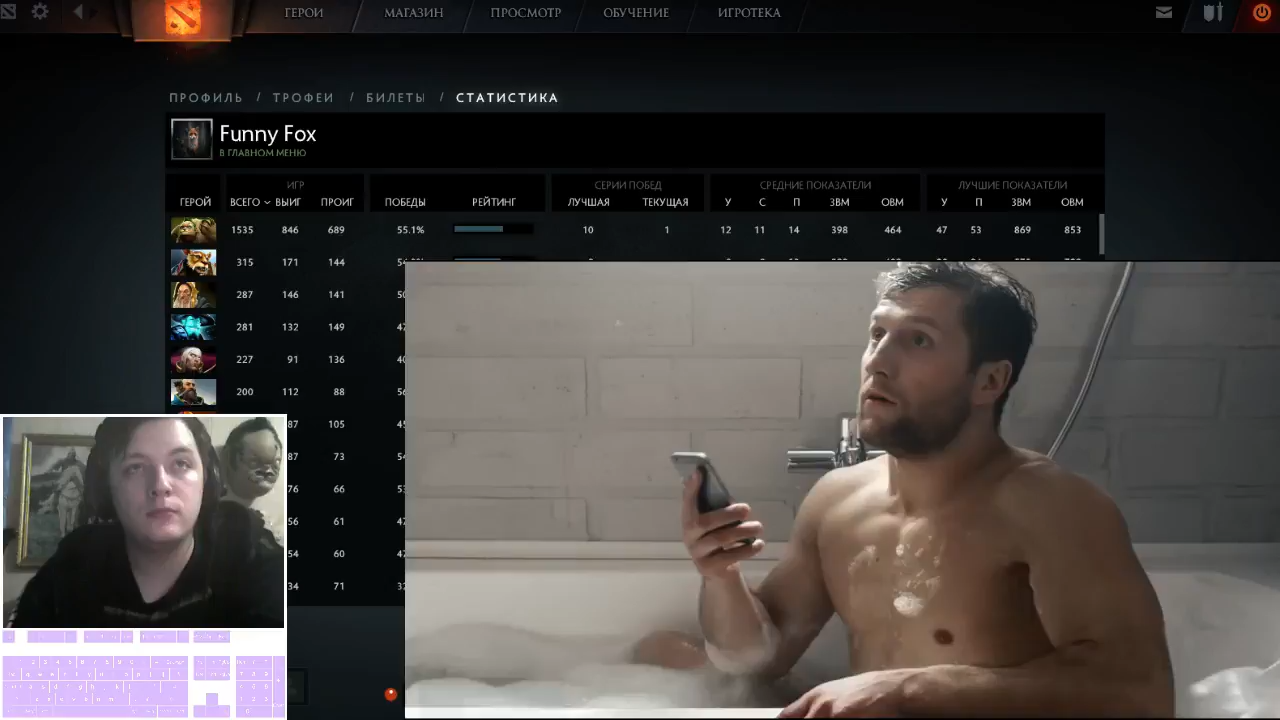 ГЕРОИ МАГАЗИН ПРОСМОТР ОБУЧЕНИЕ ИГРОТЕКА
ПРОФИЛЬ / ТРОФЕИ / БИЛЕТЫ / СТАТИСТИКА
Funny Fox
В ГЛАВНОМ МЕНЮ
ИГР СЕРИИ ПОБЕД СРЕДНИЕ ПОКАЗАТЕЛИ ЛУЧШИЕ ПОКАЗАТЕЛИ
ГЕРОЙ ВСЕГО ВЫИГ ПРОИГ ПОБЕДЫ РЕЙТИНГ ЛУЧШАЯ ТЕКУЩАЯ У С П ЗВМ ОВМ У П ЗВМ ОВМ
1535 846 689 55.1% 10 1 12 11 14 398 464 47 53 869 853
315 171 144
287 146 141
281 132 149
227 91 136
200 112 88
87 105
87 73
76 66
56 61
54 60
34 71